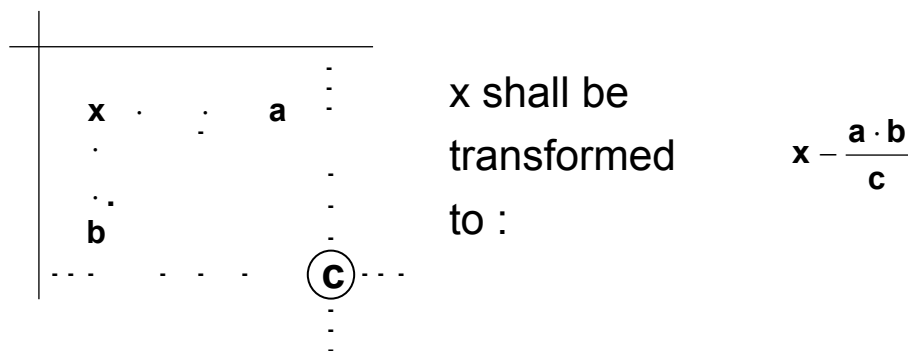 x a
b
c
x shall be
transformed
to :
x − a · b / c